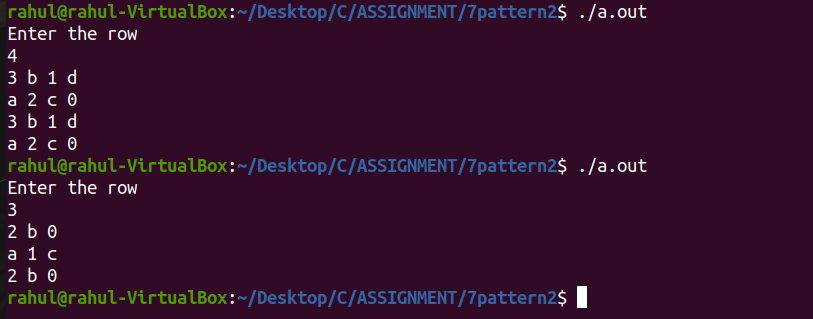 rahul@rahul-VirtualBox:~/Desktop/C/ASSIGNMENT/7pattern2$ ./a.out
Enter the row
4
3 b 1 d
a 2 c 0
3 b 1 d
a 2 c 0
rahul@rahul-VirtualBox:~/Desktop/C/ASSIGNMENT/7pattern2$ ./a.out
Enter the row
3
2 b 0
a 1 c
2 b 0
rahul@rahul-VirtualBox:~/Desktop/C/ASSIGNMENT/7pattern2$